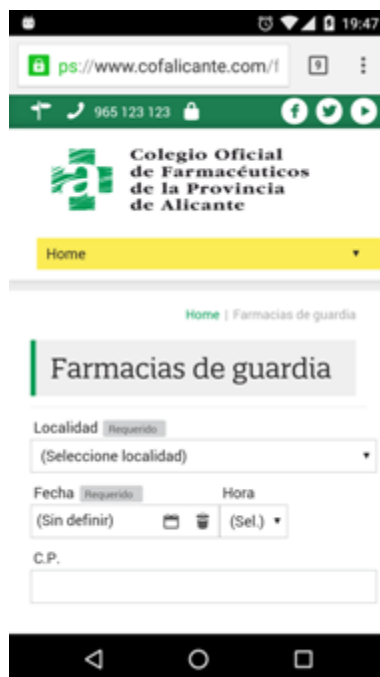 19:47
ps://www.cofalicante.com/f
9
965 123 123
Colegio Oficial
de Farmacéuticos
de la Provincia
de Alicante
Home
Home | Farmacias de guardia
Farmacias de guardia
Localidad Requerido
(Seleccione localidad)
Fecha Requerido Hora
(Sin definir) (Sel.)
C.P.